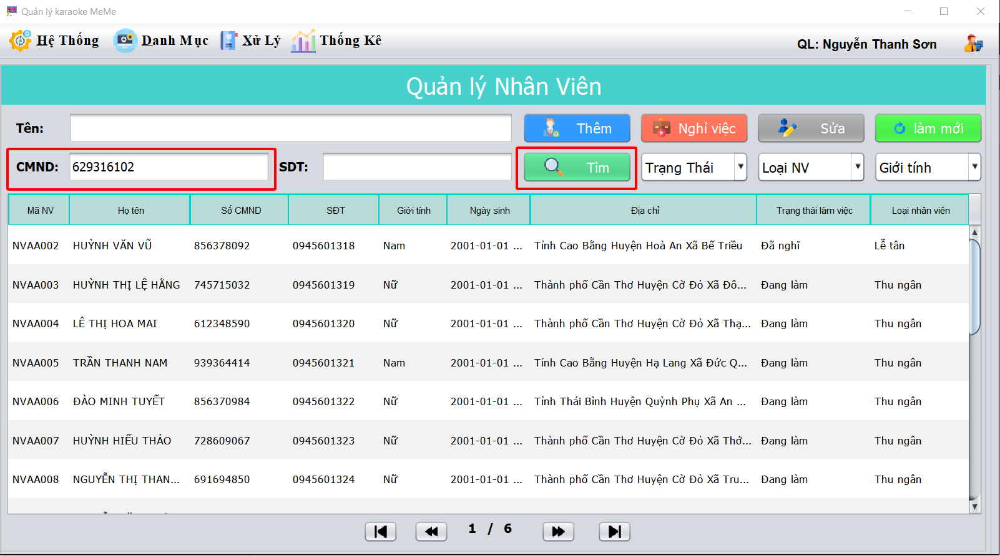 Quản lý karaoke MeMe
Hệ Thống Danh Mục Xử Lý Thống Kê QL: Nguyễn Thanh Sơn
Quản lý Nhân Viên
Tên: Thêm Nghỉ việc Sửa làm mới
CMND: 629316102 SDT: Tìm Trạng Thái Loại NV Giới tính
Mã NV Họ tên Số CMND SĐT Giới tính Ngày sinh Địa chỉ Trạng thái làm việc Loại nhân viên
NVAA002 HUỲNH VĂN VŨ 856378092 0945601318 Nam 2001-01-01 ... Tỉnh Cao Bằng Huyện Hoà An Xã Bế Triều Đã nghĩ Lễ tân
NVAA003 HUỲNH THỊ LỆ HẰNG 745715032 0945601319 Nữ 2001-01-01 ... Thành phố Cần Thơ Huyện Cờ Đỏ Xã Đô... Đang làm Thu ngân
NVAA004 LÊ THỊ HOA MAI 612348590 0945601320 Nữ 2001-01-01 ... Thành phố Cần Thơ Huyện Cờ Đỏ Xã Thạ... Đang làm Thu ngân
NVAA005 TRẦN THANH NAM 939364414 0945601321 Nam 2001-01-01 ... Tỉnh Cao Bằng Huyện Hạ Lang Xã Đức Q... Đang làm Thu ngân
NVAA006 ĐÀO MINH TUYẾT 856370984 0945601322 Nữ 2001-01-01 ... Tỉnh Thái Bình Huyện Quỳnh Phụ Xã An ... Đang làm Thu ngân
NVAA007 HUỲNH HIẾU THẢO 728609067 0945601323 Nữ 2001-01-01 ... Thành phố Cần Thơ Huyện Cờ Đỏ Xã Thớ... Đang làm Thu ngân
NVAA008 NGUYỄN THỊ THAN... 691694850 0945601324 Nữ 2001-01-01 ... Thành phố Cần Thơ Huyện Cờ Đỏ Xã Tru... Đang làm Thu ngân
1 / 6